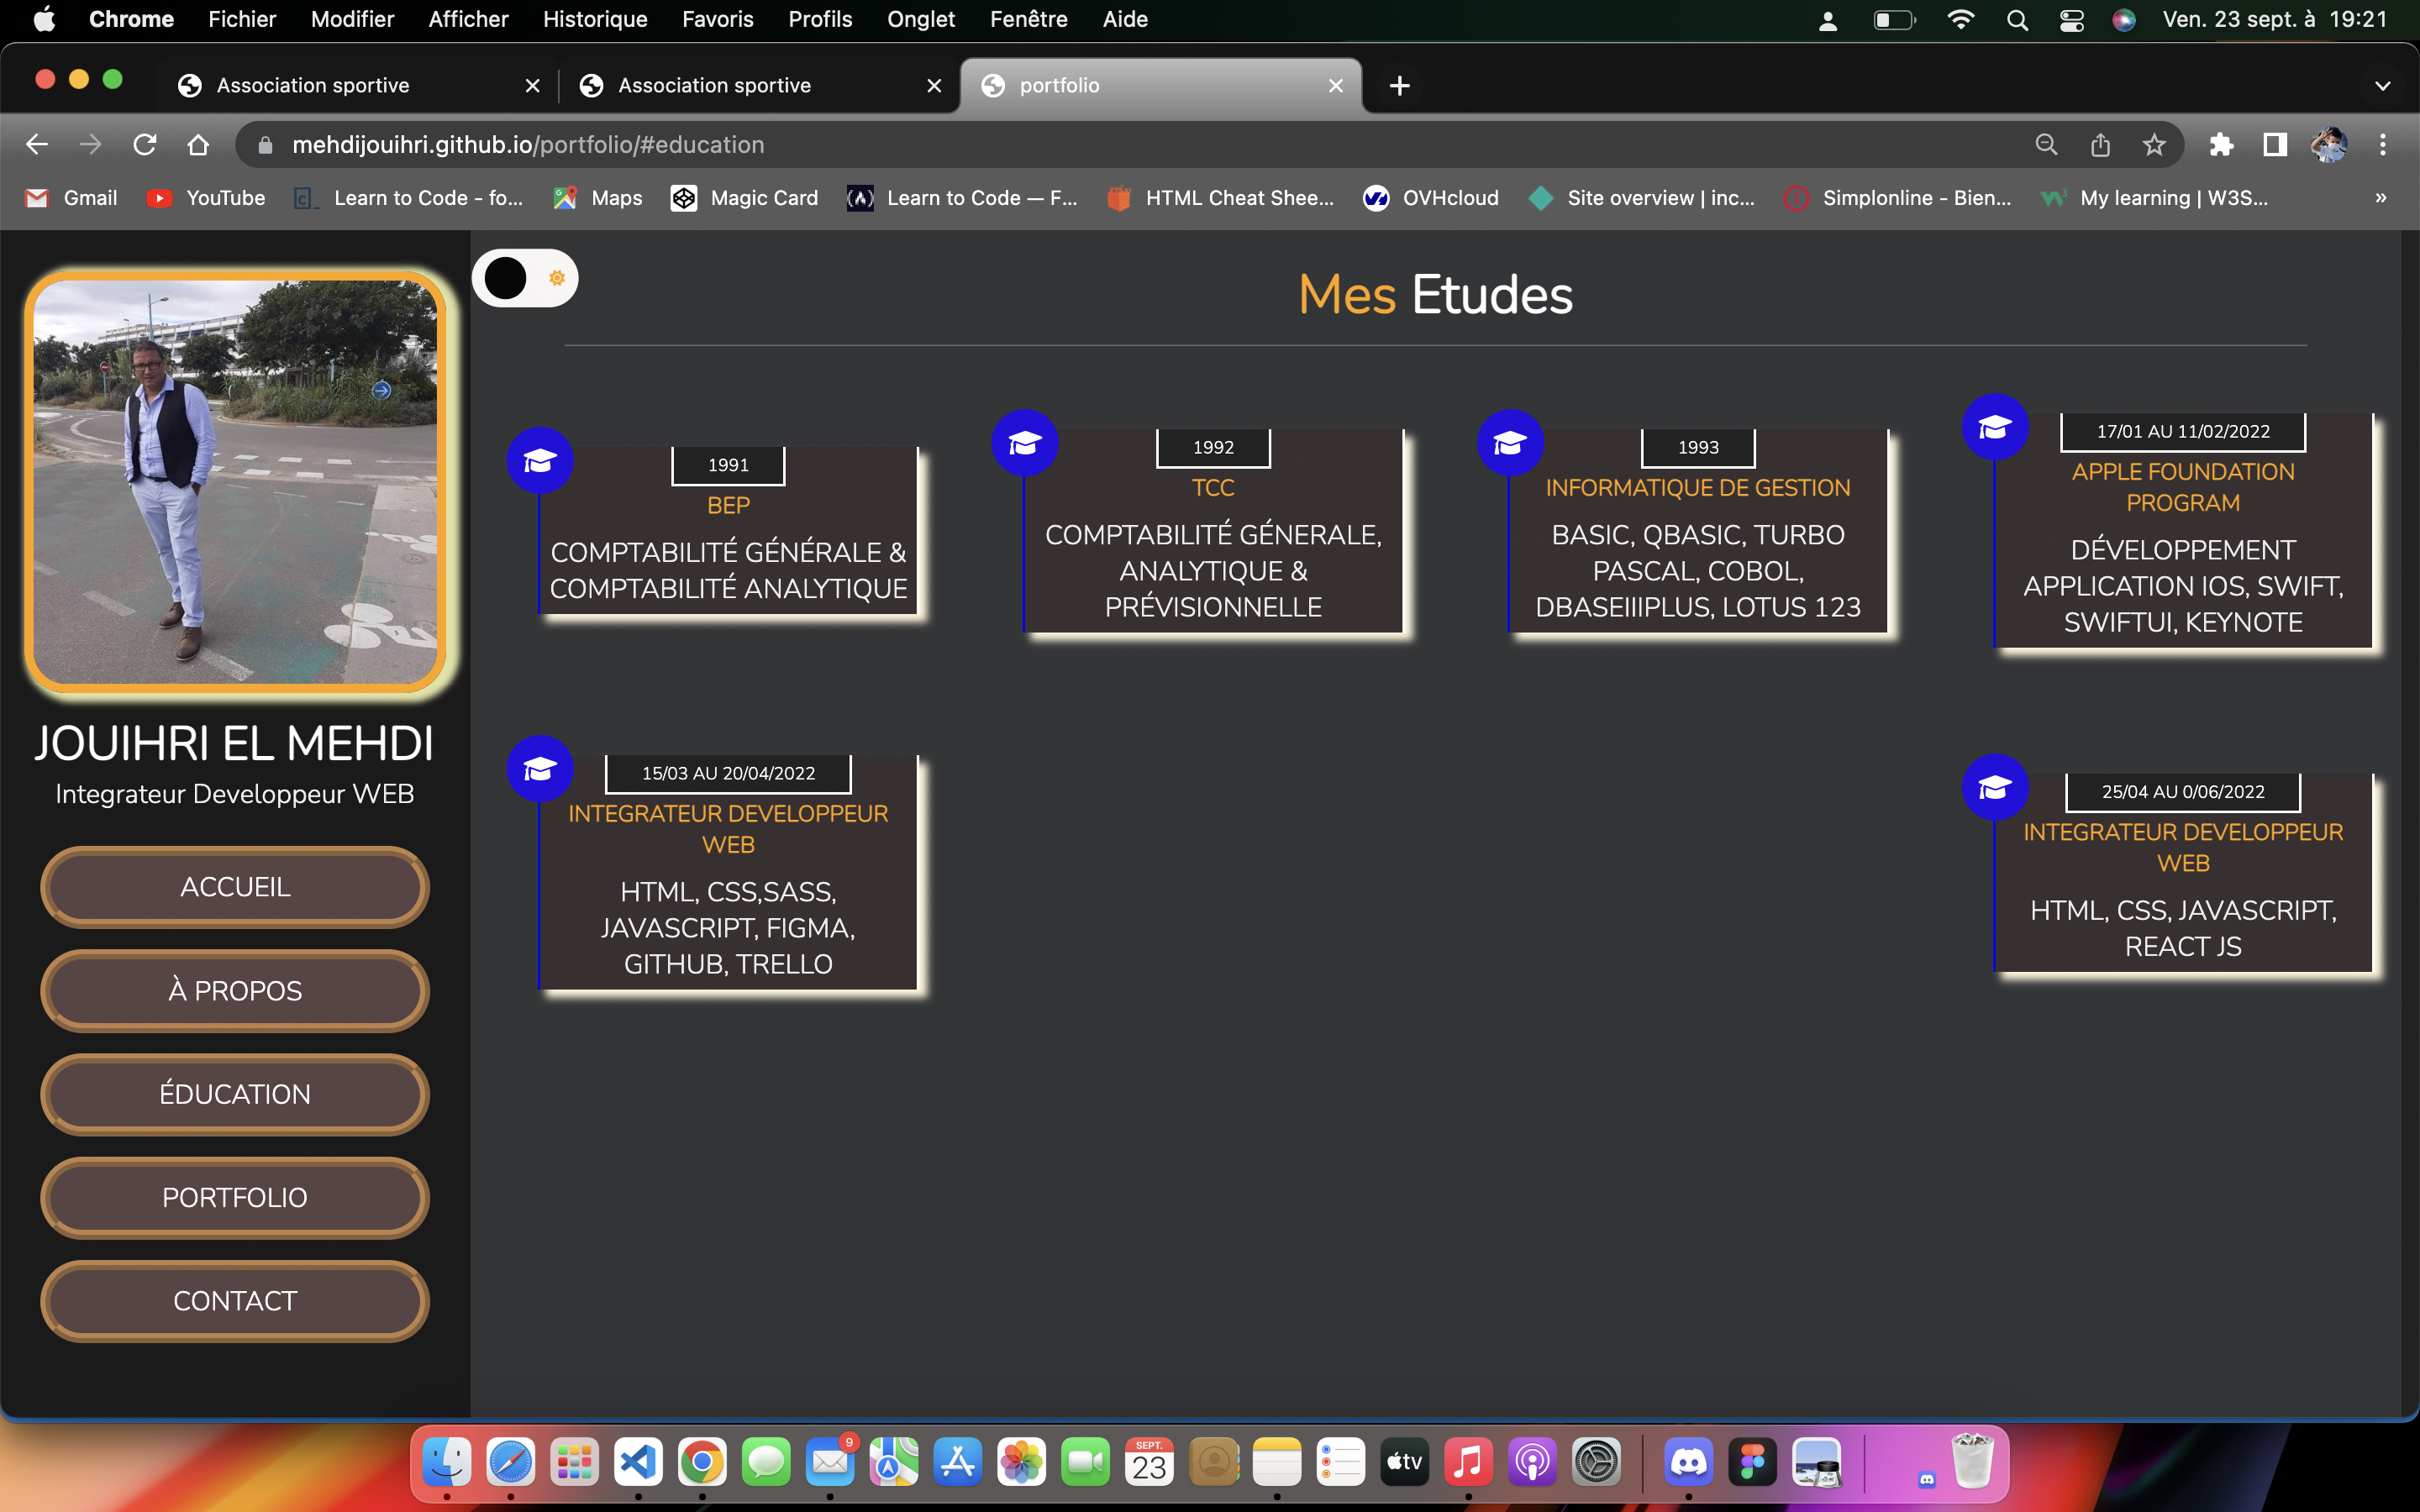 Chrome Fichier Modifier Afficher Historique Favoris Profils Onglet Fenêtre Aide Ven. 23 sept. à 19:21
Association sportive Association sportive portfolio
mehdijouihri.github.io/portfolio/#education
Gmail YouTube Learn to Code - fo... Maps Magic Card Learn to Code — F... HTML Cheat Shee... OVHcloud Site overview | inc... Simplonline - Bien... My learning | W3S... »
JOUIHRI EL MEHDI
Integrateur Developpeur WEB
ACCUEIL
À PROPOS
ÉDUCATION
PORTFOLIO
CONTACT
Mes Etudes
1991
BEP
COMPTABILITÉ GÉNÉRALE &
COMPTABILITÉ ANALYTIQUE
1992
TCC
COMPTABILITÉ GÉNERALE,
ANALYTIQUE &
PRÉVISIONNELLE
1993
INFORMATIQUE DE GESTION
BASIC, QBASIC, TURBO
PASCAL, COBOL,
DBASEIIIPLUS, LOTUS 123
17/01 AU 11/02/2022
APPLE FOUNDATION
PROGRAM
DÉVELOPPEMENT
APPLICATION IOS, SWIFT,
SWIFTUI, KEYNOTE
15/03 AU 20/04/2022
INTEGRATEUR DEVELOPPEUR
WEB
HTML, CSS,SASS,
JAVASCRIPT, FIGMA,
GITHUB, TRELLO
25/04 AU 0/06/2022
INTEGRATEUR DEVELOPPEUR
WEB
HTML, CSS, JAVASCRIPT,
REACT JS
9
SEPT.
23
tv